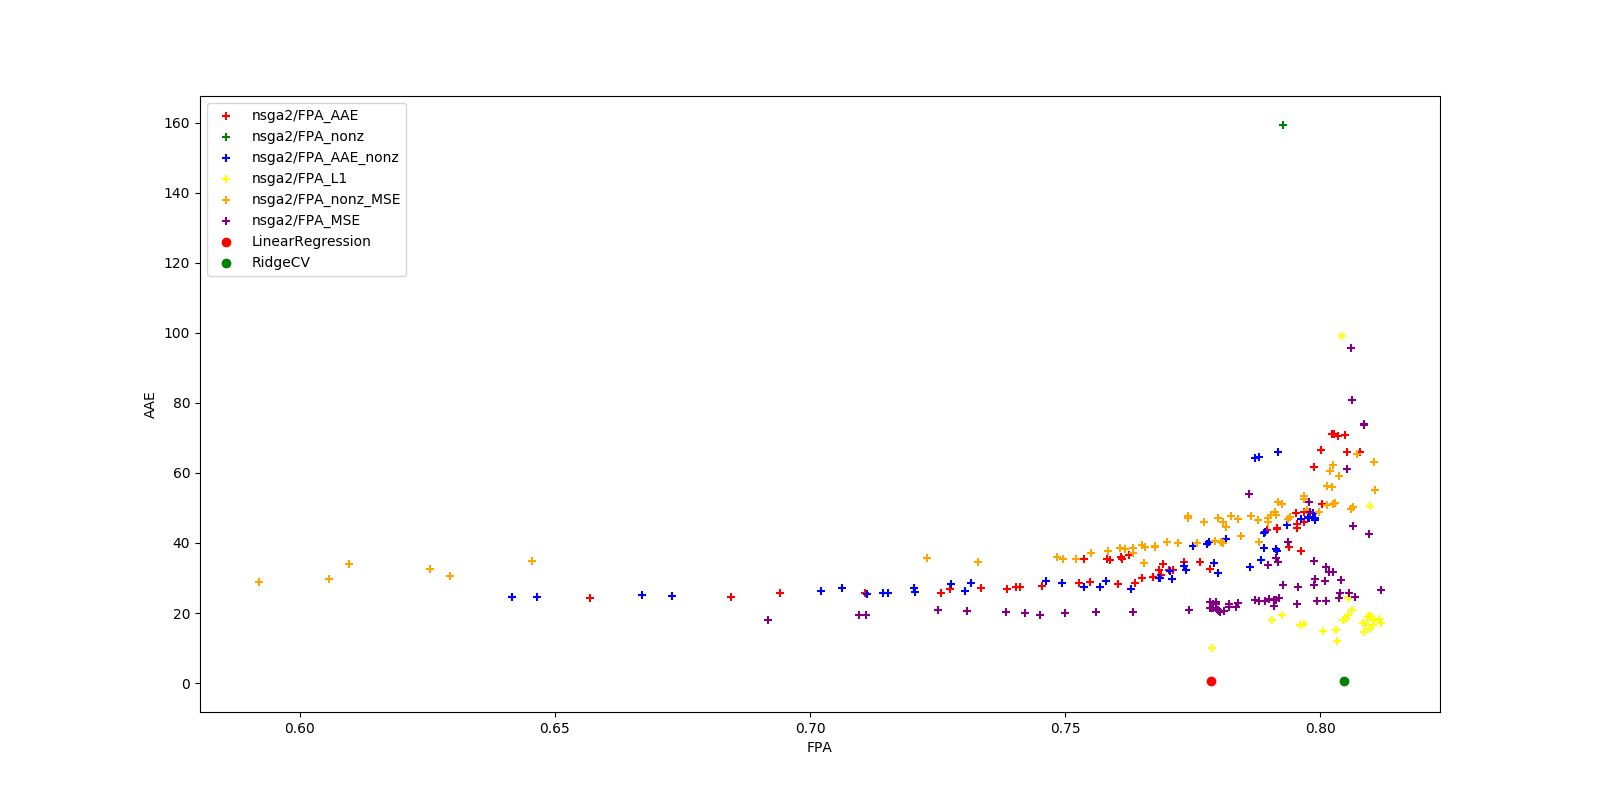 160
140
120
100
80
60
40
20
0
AAE
nsga2/FPA_AAE
nsga2/FPA_nonz
nsga2/FPA_AAE_nonz
nsga2/FPA_L1
nsga2/FPA_nonz_MSE
nsga2/FPA_MSE
LinearRegression
RidgeCV
0.60 0.65 0.70 0.75 0.80
FPA